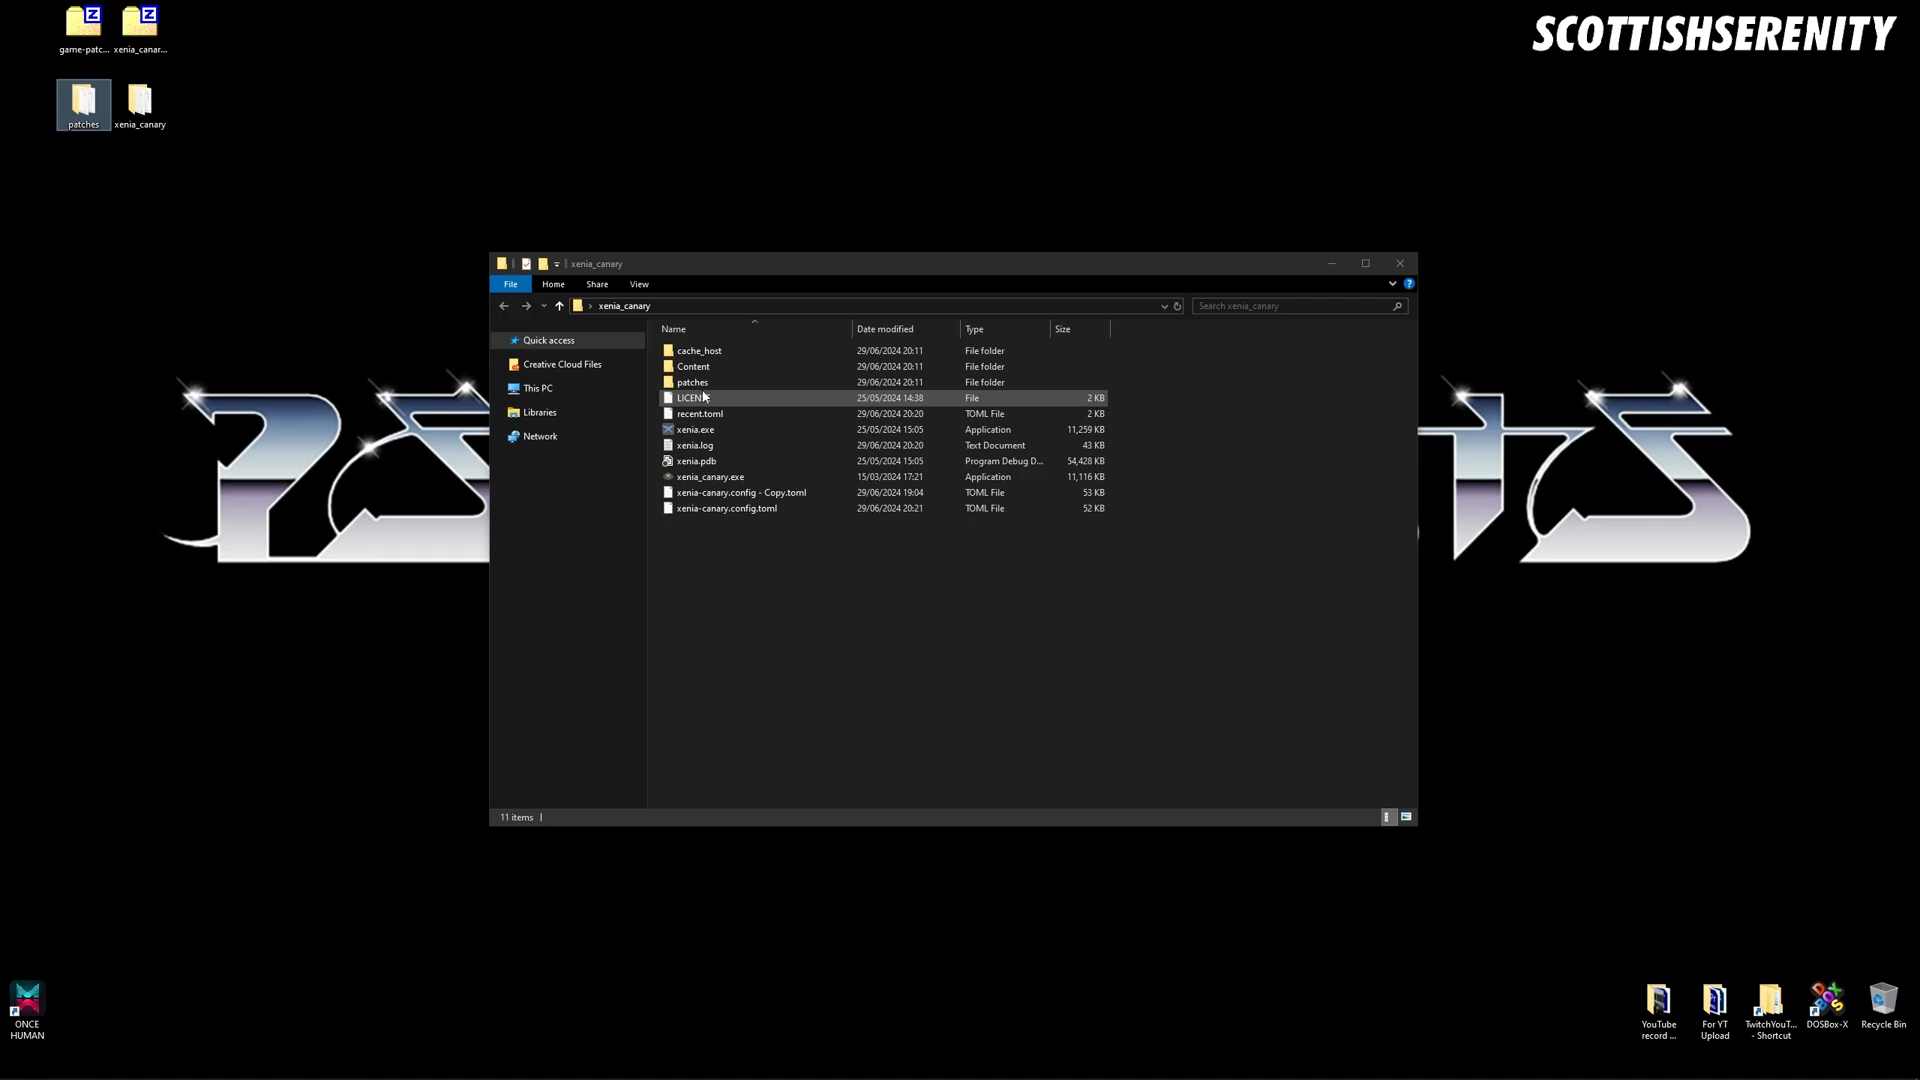 SCOTTISHSERENITY
game-patc... xenia_canar...
patches xenia_canary
xenia_canary
File Home Share View
xenia_canary Search xenia_canary
Name Date modified Type Size
Quick access
Creative Cloud Files
This PC
Libraries
Network
cache_host 29/06/2024 20:11 File folder
Content 29/06/2024 20:11 File folder
patches 29/06/2024 20:11 File folder
LICENS 25/05/2024 14:38 File 2 KB
recent.toml 29/06/2024 20:20 TOML File 2 KB
xenia.exe 25/05/2024 15:05 Application 11,259 KB
xenia.log 29/06/2024 20:20 Text Document 43 KB
xenia.pdb 25/05/2024 15:05 Program Debug D... 54,428 KB
xenia_canary.exe 15/03/2024 17:21 Application 11,116 KB
xenia-canary.config - Copy.toml 29/06/2024 19:04 TOML File 53 KB
xenia-canary.config.toml 29/06/2024 20:21 TOML File 52 KB
11 items
ONCE
HUMAN
YouTube
record ...
For YT
Upload
TwitchYouT...
- Shortcut
DOSBox-X
Recycle Bin